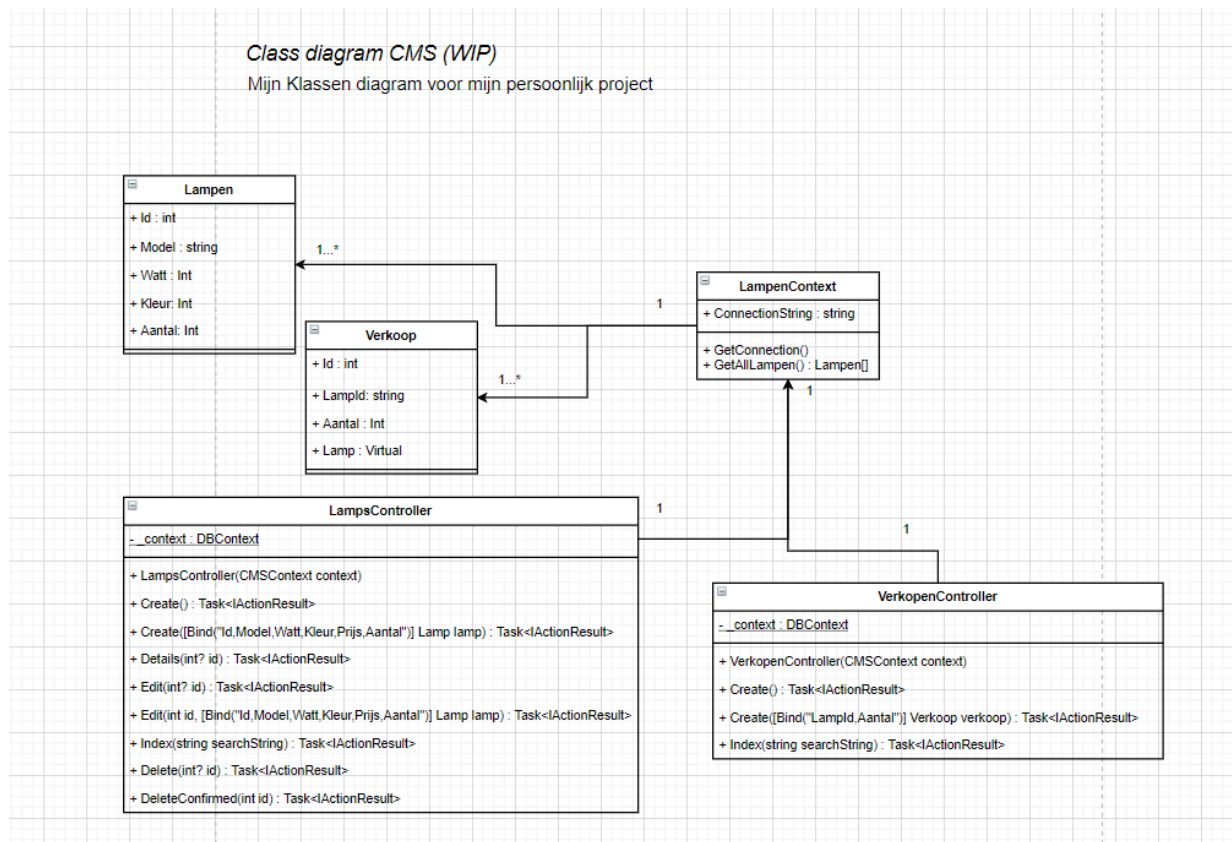 Class diagram CMS (WIP)
Mijn Klassen diagram voor mijn persoonlijk project
Lampen
+ Id : int
+ Model : string
+ Watt : Int
+ Kleur: Int
+ Aantal: Int
1...*
Verkoop
+ Id : int
+ LampId: string
+ Aantal : Int
+ Lamp : Virtual
1...*
1
LampenContext
+ ConnectionString : string
+ GetConnection()
+ GetAllLampen() : Lampen[]
1
LampsController
- _context : DBContext
+ LampsController(CMSContext context)
+ Create() : Task<IActionResult>
+ Create([Bind("Id,Model,Watt,Kleur,Prijs,Aantal")] Lamp lamp) : Task<IActionResult>
+ Details(int? id) : Task<IActionResult>
+ Edit(int? id) : Task<IActionResult>
+ Edit(int id, [Bind("Id,Model,Watt,Kleur,Prijs,Aantal")] Lamp lamp) : Task<IActionResult>
+ Index(string searchString) : Task<IActionResult>
+ Delete(int? id) : Task<IActionResult>
+ DeleteConfirmed(int id) : Task<IActionResult>
1
1
VerkopenController
- _context : DBContext
+ VerkopenController(CMSContext context)
+ Create() : Task<IActionResult>
+ Create([Bind("LampId,Aantal")] Verkoop verkoop) : Task<IActionResult>
+ Index(string searchString) : Task<IActionResult>